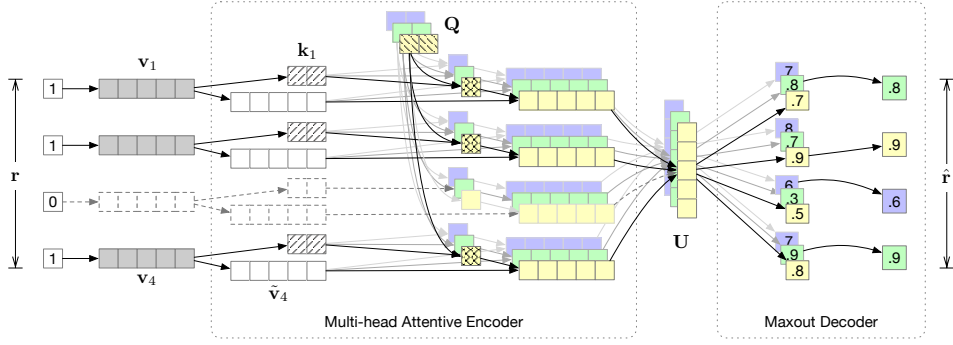 Q
v₁
k₁
1
7
.8
.7
.8
1
8
.7
.9
.9
r
r̂
0
.6
.3
.5
.6
U
1
7
.9
.8
.9
v₄
ṽ₄
Multi-head Attentive Encoder
Maxout Decoder